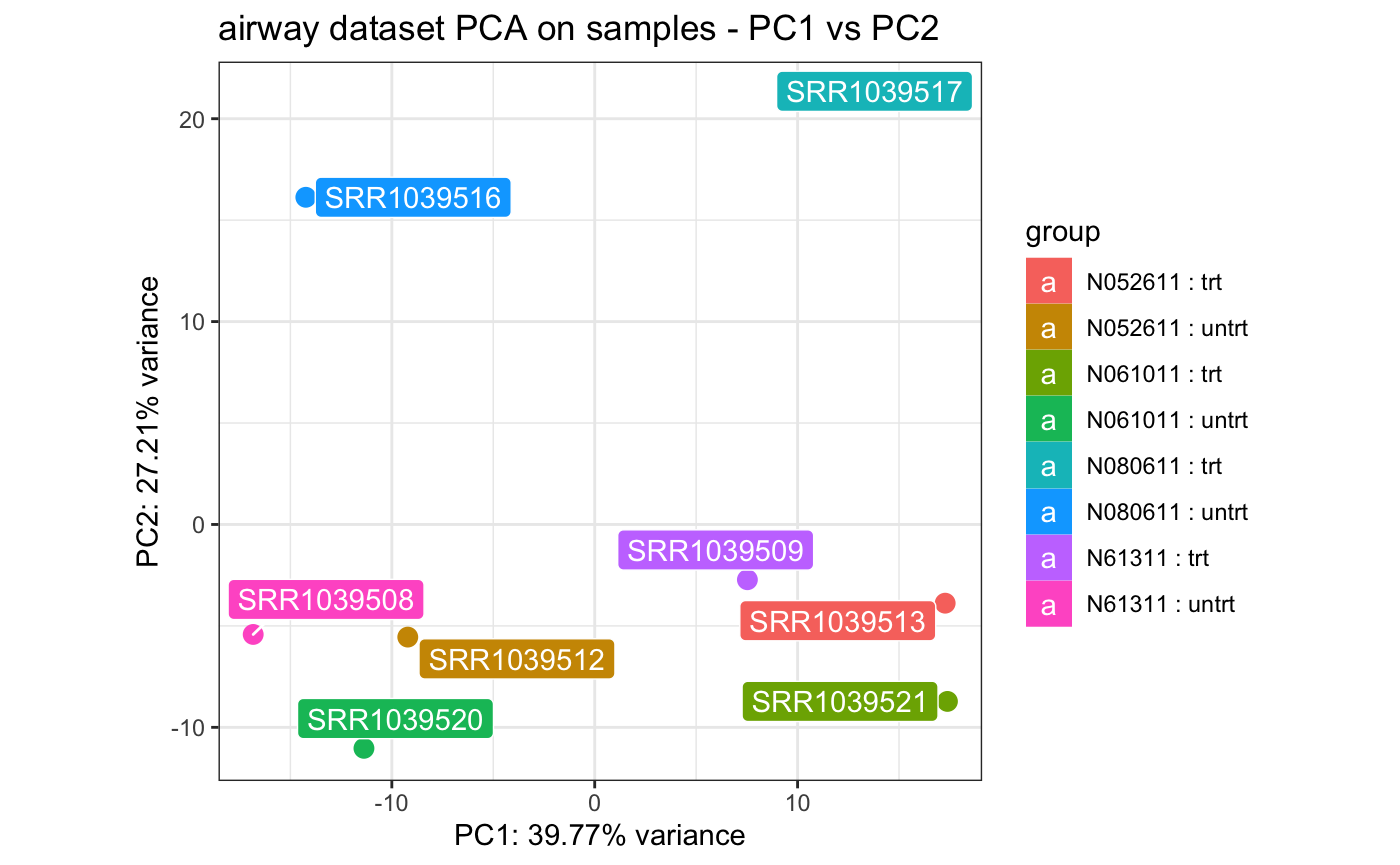 airway dataset PCA on samples - PC1 vs PC2
SRR1039517
20
SRR1039516
group
a N052611 : trt
a N052611 : untrt
a N061011 : trt
a N061011 : untrt
a N080611 : trt
a N080611 : untrt
a N61311 : trt
a N61311 : untrt
10
PC2: 27.21% variance
0
SRR1039509
SRR1039508
SRR1039513
SRR1039512
SRR1039521
SRR1039520
-10
-10 0 10
PC1: 39.77% variance